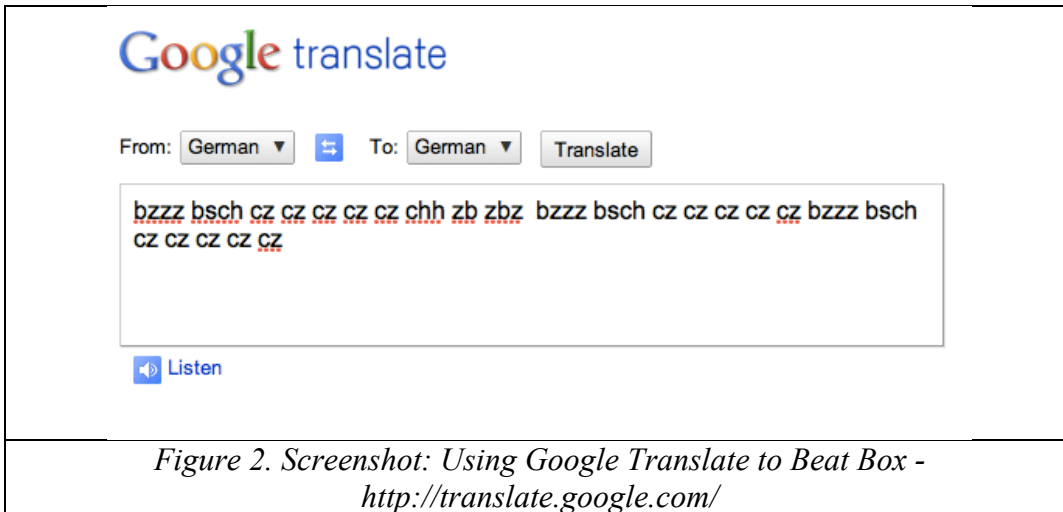 Google translate
From: German ▼ To: German ▼ Translate
bzzz bsch cz cz cz cz cz chh zb zbz  bzzz bsch cz cz cz cz cz bzzz bsch
cz cz cz cz cz
Listen
Figure 2. Screenshot: Using Google Translate to Beat Box -
http://translate.google.com/